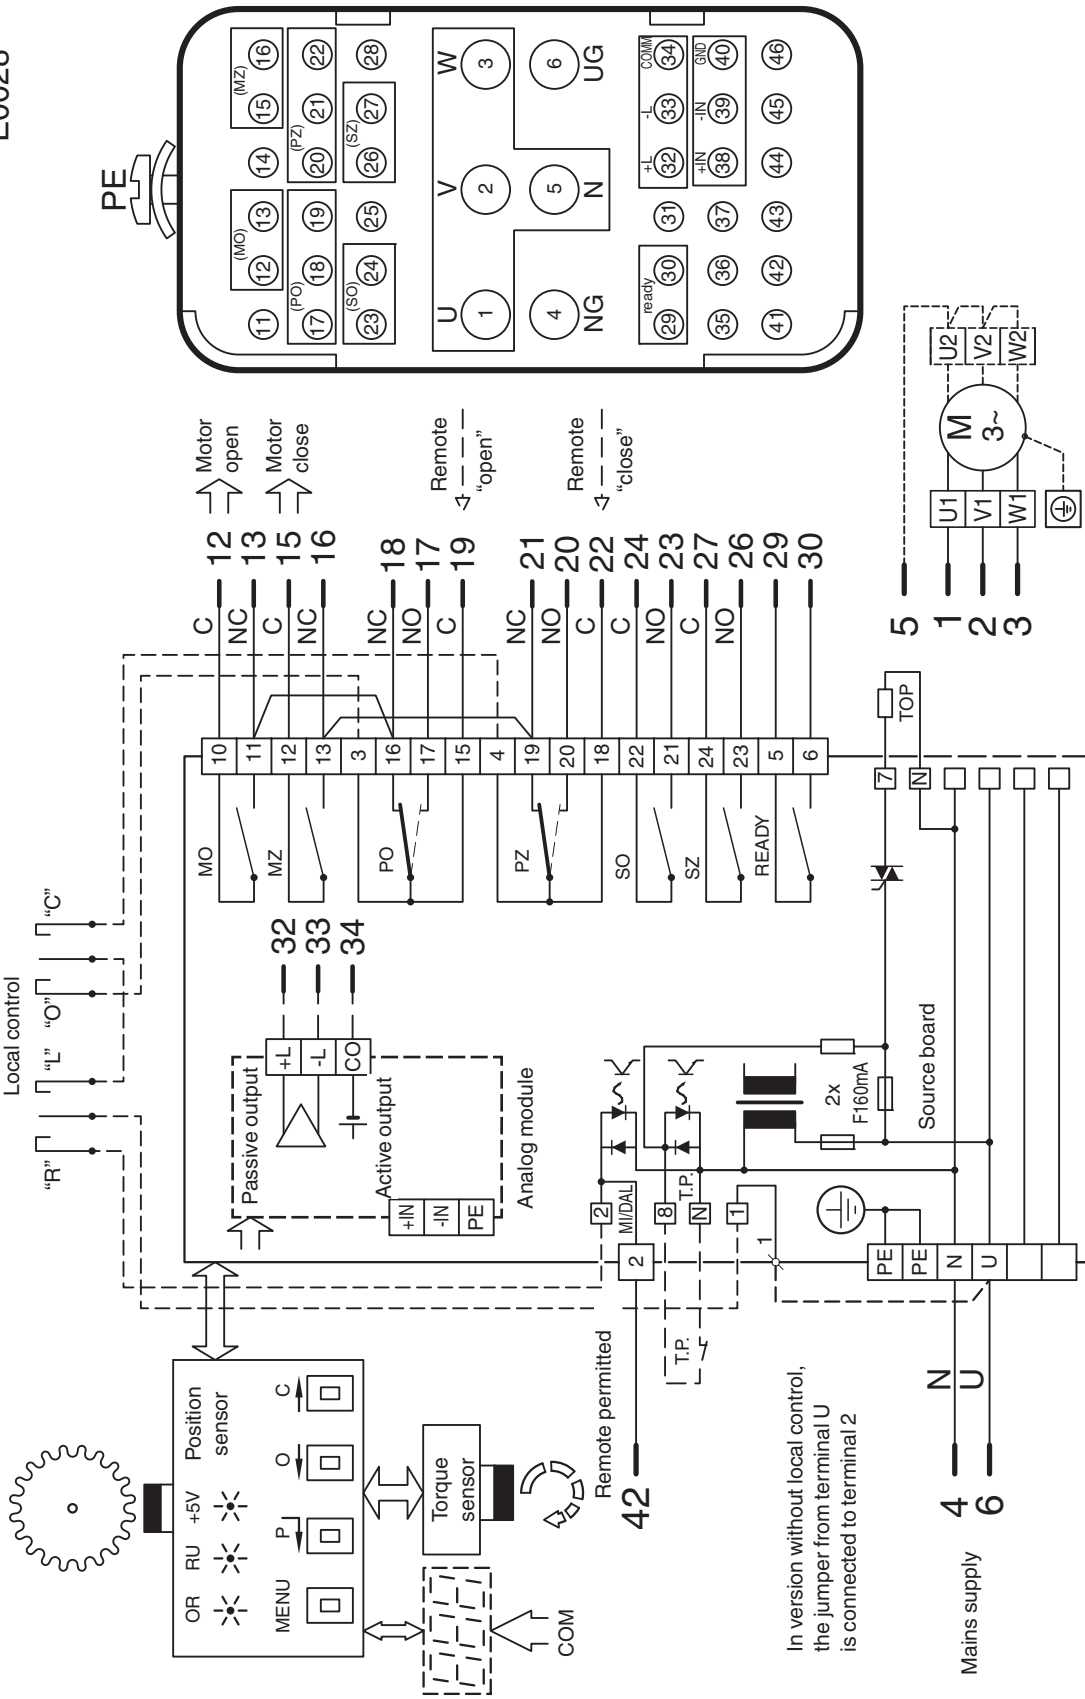 Local control
"R"
"L"
"O"
"C"
OR
RU
+5V
Position
sensor
MENU
P
O
C
Torque
sensor
COM
Passive output
+L
-L
CO
32
33
34
Active output
+IN
-IN
PE
Analog module
Remote permitted
42
2
2
MI/DAL
8
T.P.
N
1
T.P.
1
2x
F160mA
Source board
PE
PE
N
U
N
U
4
6
Mains supply
In version without local control,
the jumper from terminal U
is connected to terminal 2
MO
MZ
PO
PZ
SO
SZ
READY
10
11
12
13
3
16
17
15
4
19
20
18
22
21
24
23
5
6
C
NC
C
NC
NC
NO
C
NC
NO
C
C
NO
C
NO
12
13
15
16
18
17
19
21
20
22
24
23
27
26
29
30
Motor
open
Motor
close
Remote
"open"
Remote
"close"
7
N
TOP
5
1
2
3
U1
V1
W1
M
3~
U2
V2
W2
PE
11
12
13
14
15
16
(MO)
(MZ)
17
18
19
20
21
22
(PO)
(PZ)
23
24
25
26
27
28
(SO)
(SZ)
U
V
W
1
2
3
4
5
6
NG
N
UG
ready
+L
-L
COMM
29
30
31
32
33
34
+IN
-IN
GND
35
36
37
38
39
40
41
42
43
44
45
46